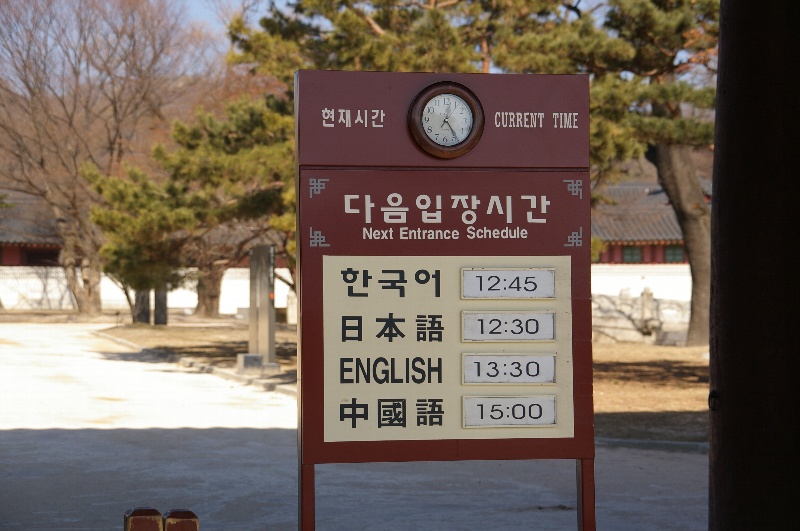 현재시간 CURRENT TIME
다음입장시간
Next Entrance Schedule
한국어 12:45
日本語 12:30
ENGLISH 13:30
中國語 15:00